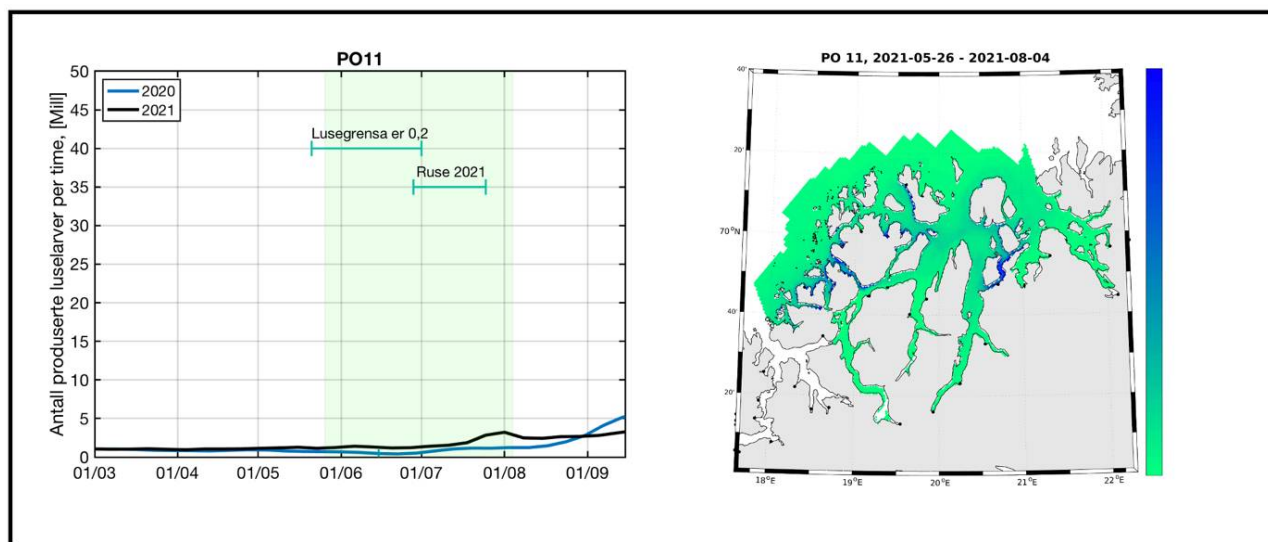 PO11
50
45
40
35
30
25
20
15
10
5
0
Antall produserte luselarver per time, [Mill]
2020
2021
Lusegrensa er 0,2
Ruse 2021
01/03 01/04 01/05 01/06 01/07 01/08 01/09
PO 11, 2021-05-26 - 2021-08-04
40'
20'
70°N
40'
20'
18°E 19°E 20°E 21°E 22°E